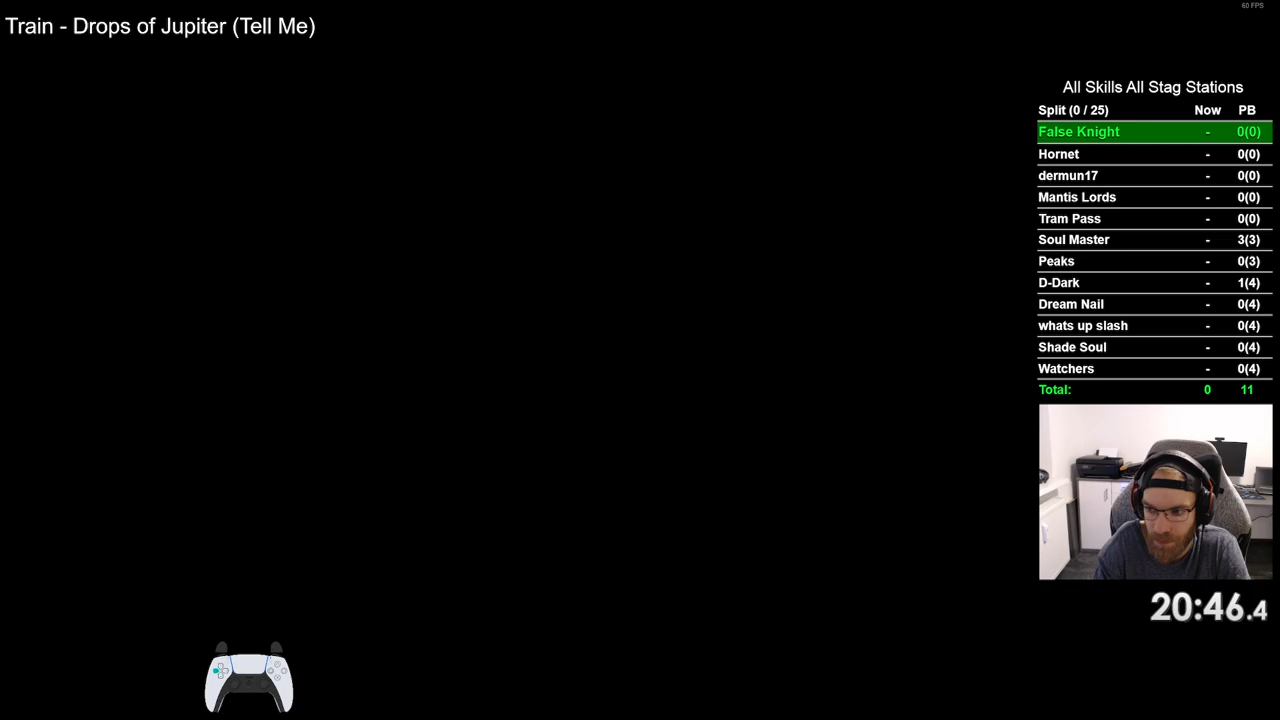 60 FPS
Train - Drops of Jupiter (Tell Me)
All Skills All Stag Stations
Split (0 / 25) Now PB
False Knight - 0(0)
Hornet - 0(0)
dermun17 - 0(0)
Mantis Lords - 0(0)
Tram Pass - 0(0)
Soul Master - 3(3)
Peaks - 0(3)
D-Dark - 1(4)
Dream Nail - 0(4)
whats up slash - 0(4)
Shade Soul - 0(4)
Watchers - 0(4)
Total: 0 11
20:46.4